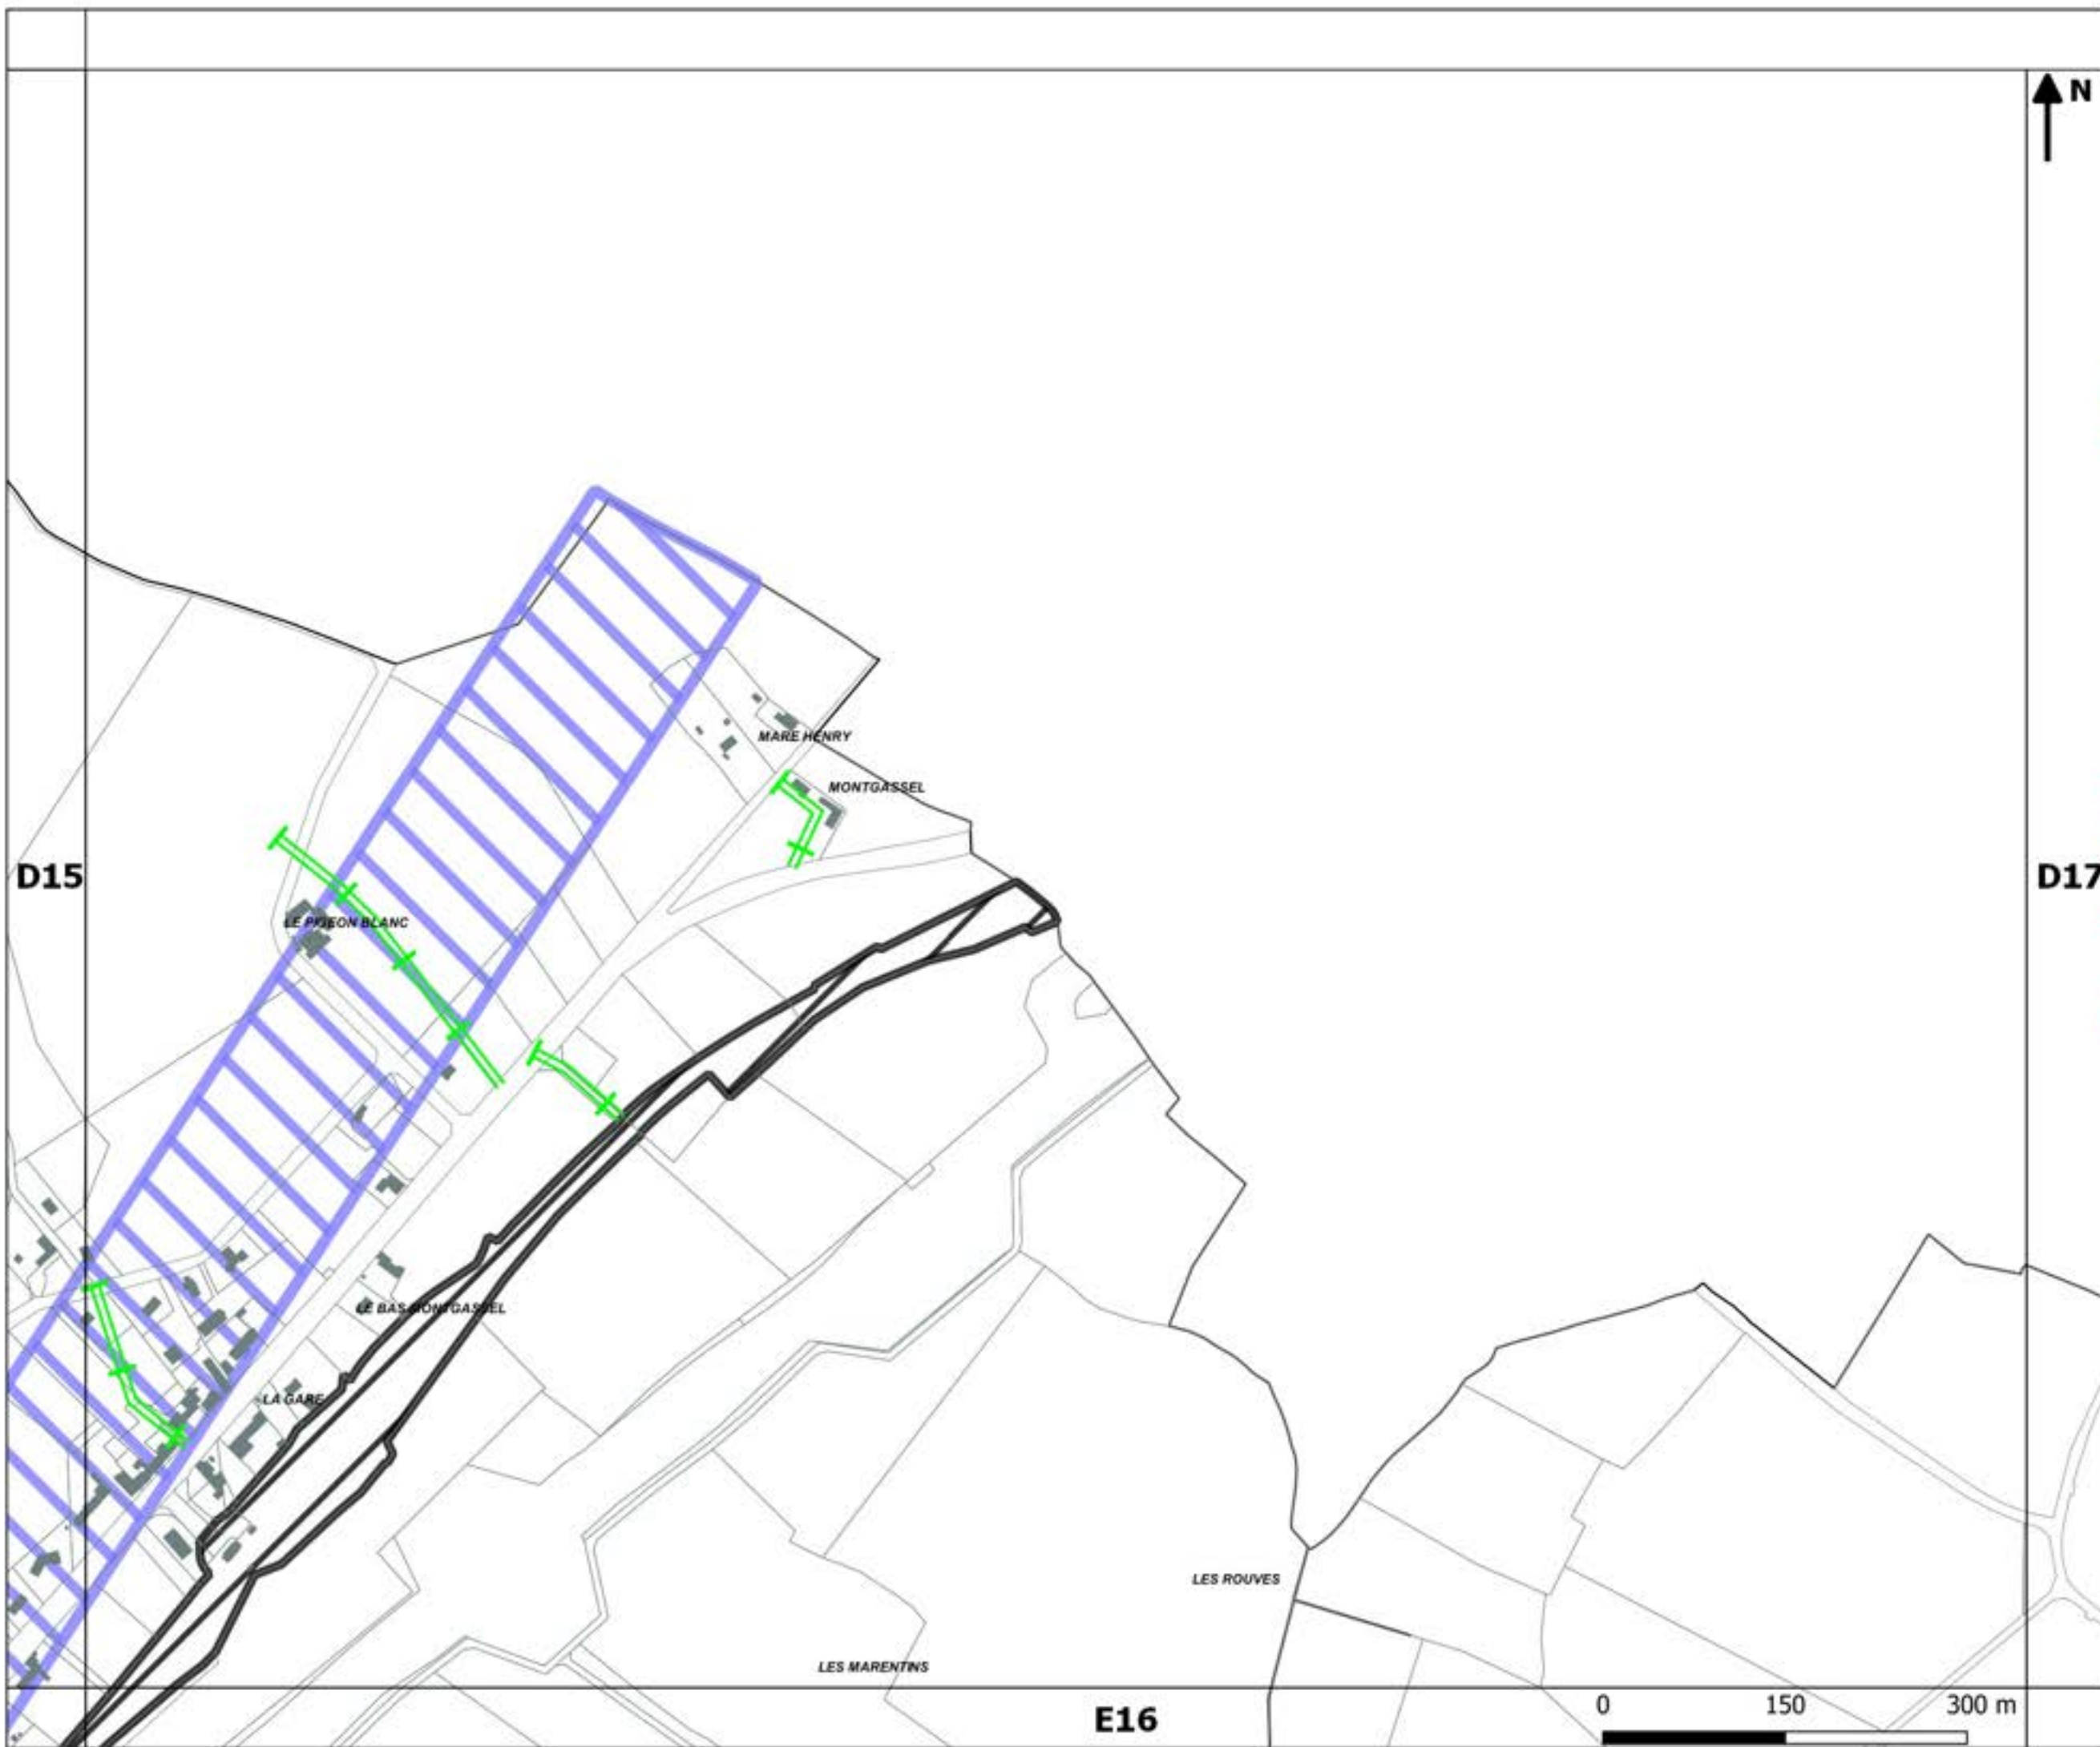 N
MARE HENRY
MONTGASSEL
D15
D17
LE PIGEON BLANC
LE BAS MONTGASSEL
LA GARE
LES ROUVES
LES MARENTINS
0 150 300 m
E16